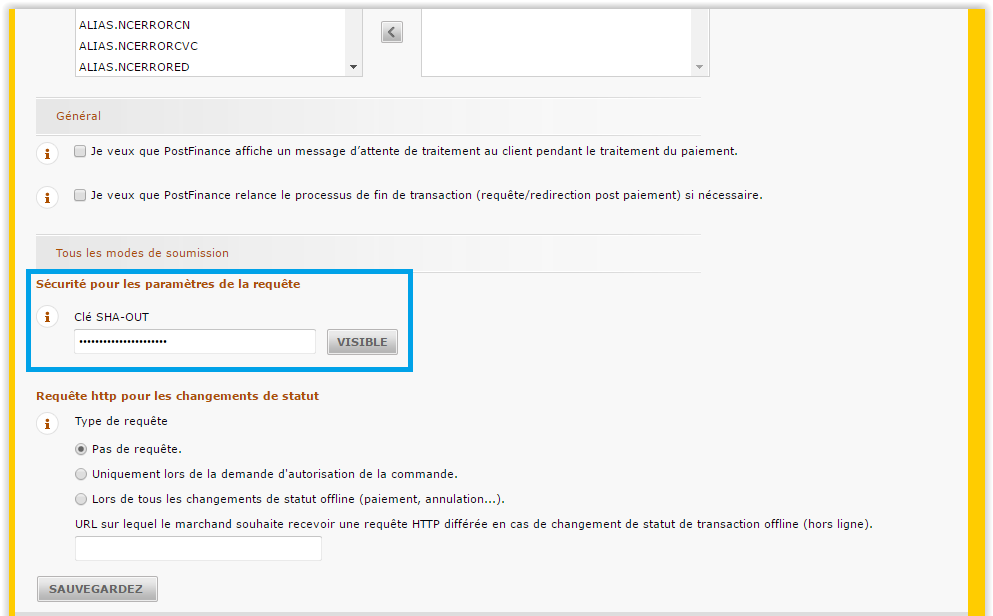 ALIAS.NCERRORCN
ALIAS.NCERRORCVC
ALIAS.NCERRORED
Général
Je veux que PostFinance affiche un message d’attente de traitement au client pendant le traitement du paiement.
Je veux que PostFinance relance le processus de fin de transaction (requête/redirection post paiement) si nécessaire.
Tous les modes de soumission
Sécurité pour les paramètres de la requête
Clé SHA-OUT
••••••••••••••••••••••
VISIBLE
Requête http pour les changements de statut
Type de requête
Pas de requête.
Uniquement lors de la demande d'autorisation de la commande.
Lors de tous les changements de statut offline (paiement, annulation...).
URL sur lequel le marchand souhaite recevoir une requête HTTP différée en cas de changement de statut de transaction offline (hors ligne).
SAUVEGARDEZ